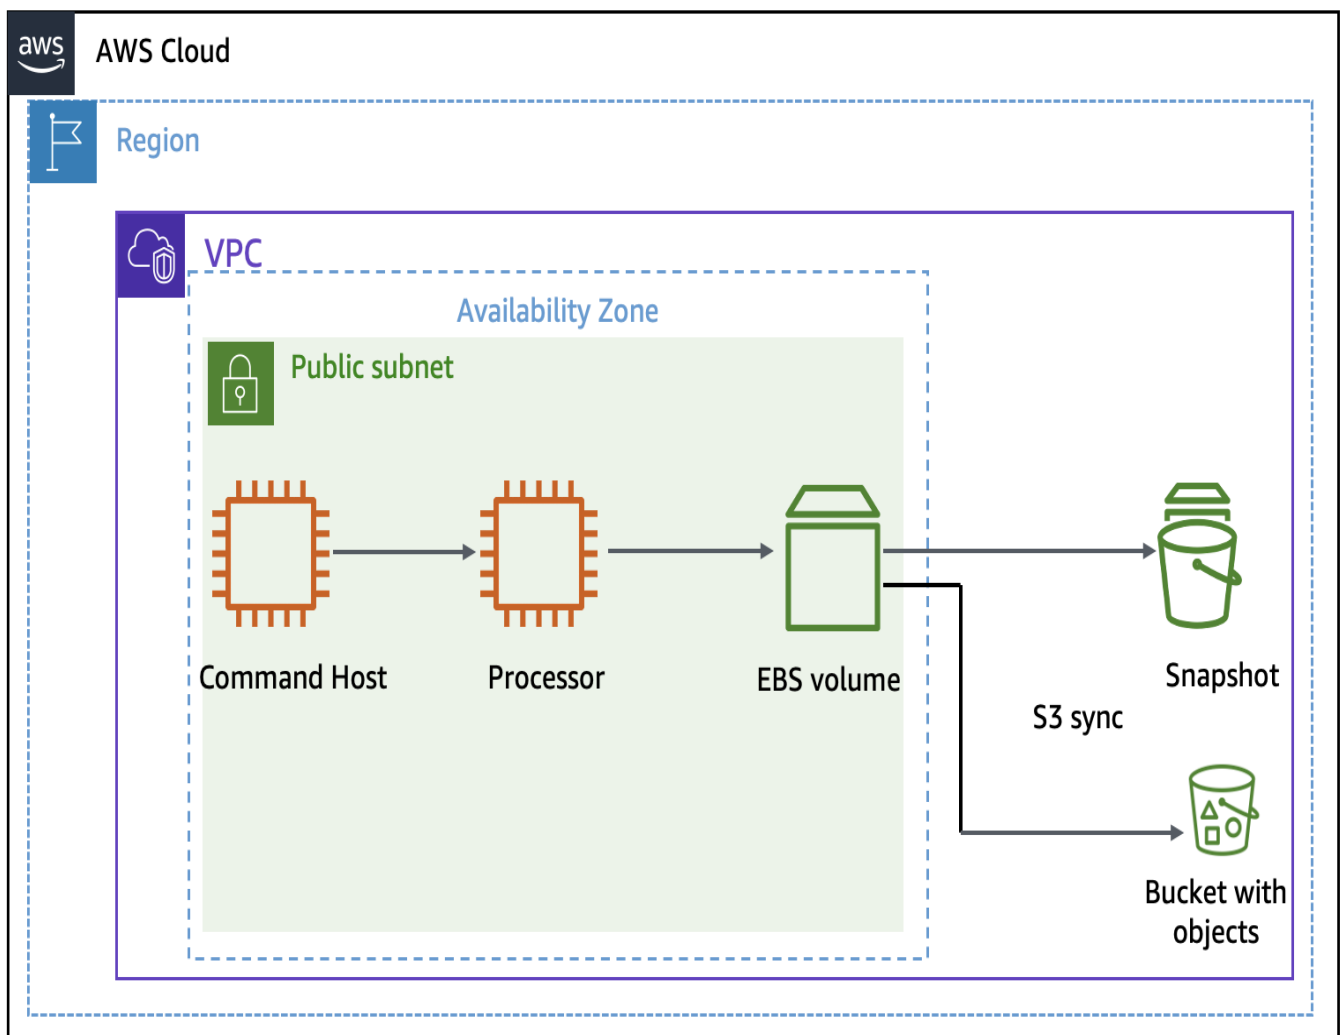 aws
AWS Cloud
Region
VPC
Availability Zone
Public subnet
Command Host
Processor
EBS volume
Snapshot
S3 sync
Bucket with
objects